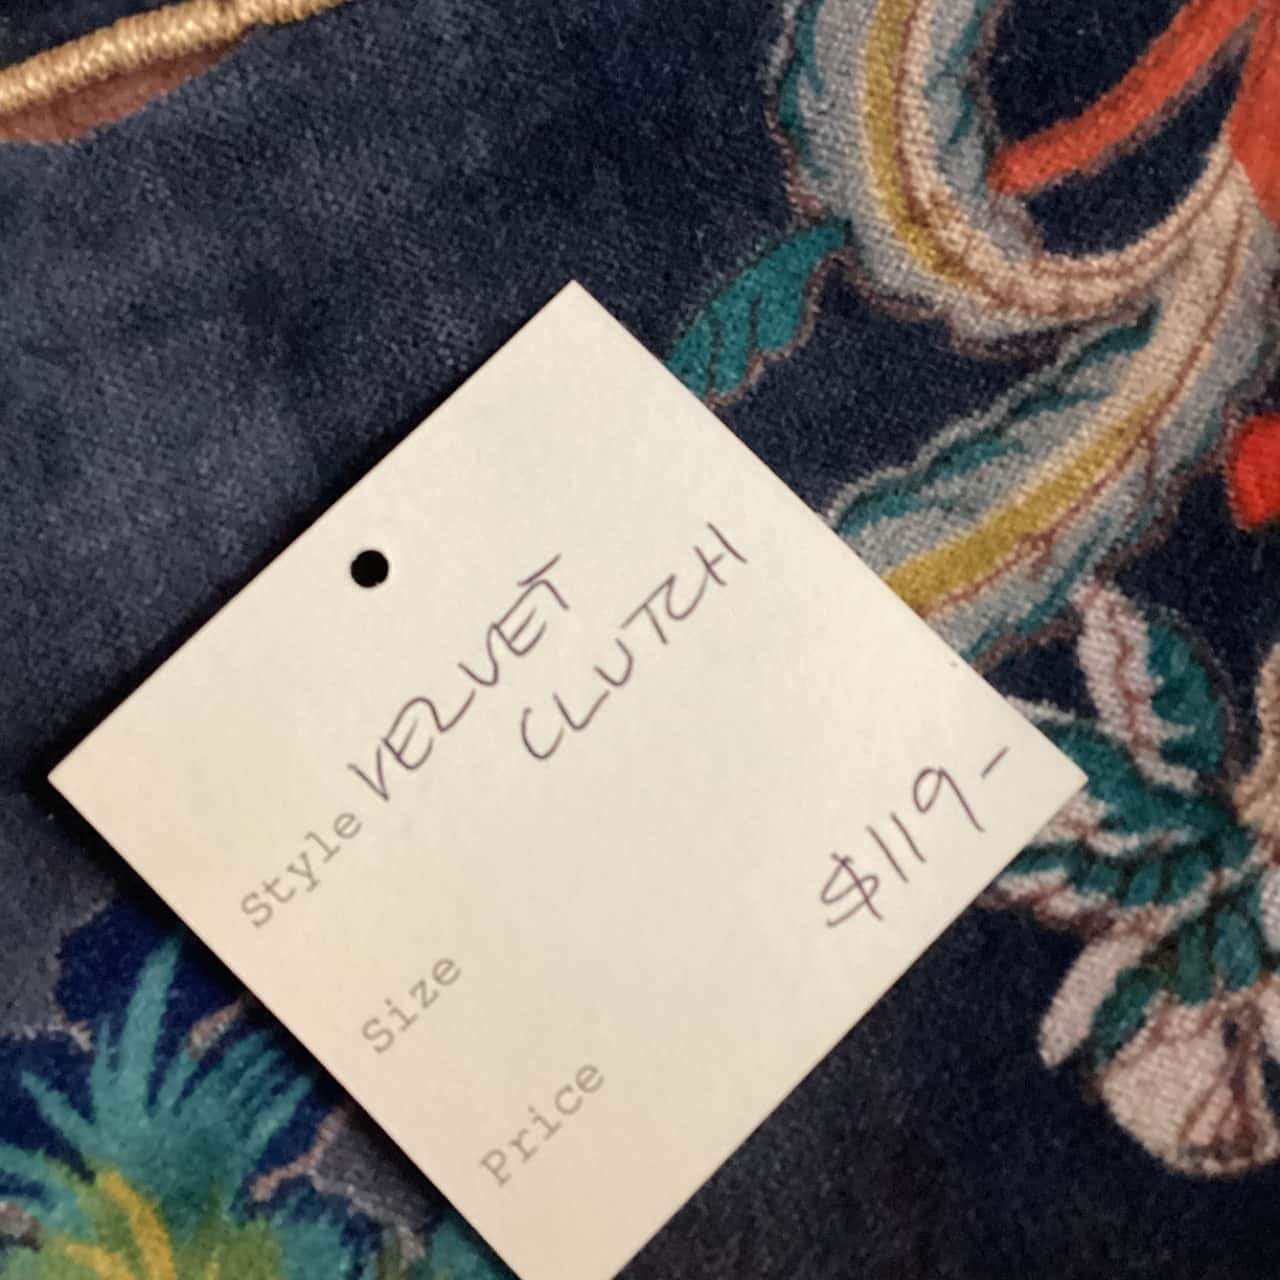 Style VELVET
CLUTCH
Size
$119-
Price